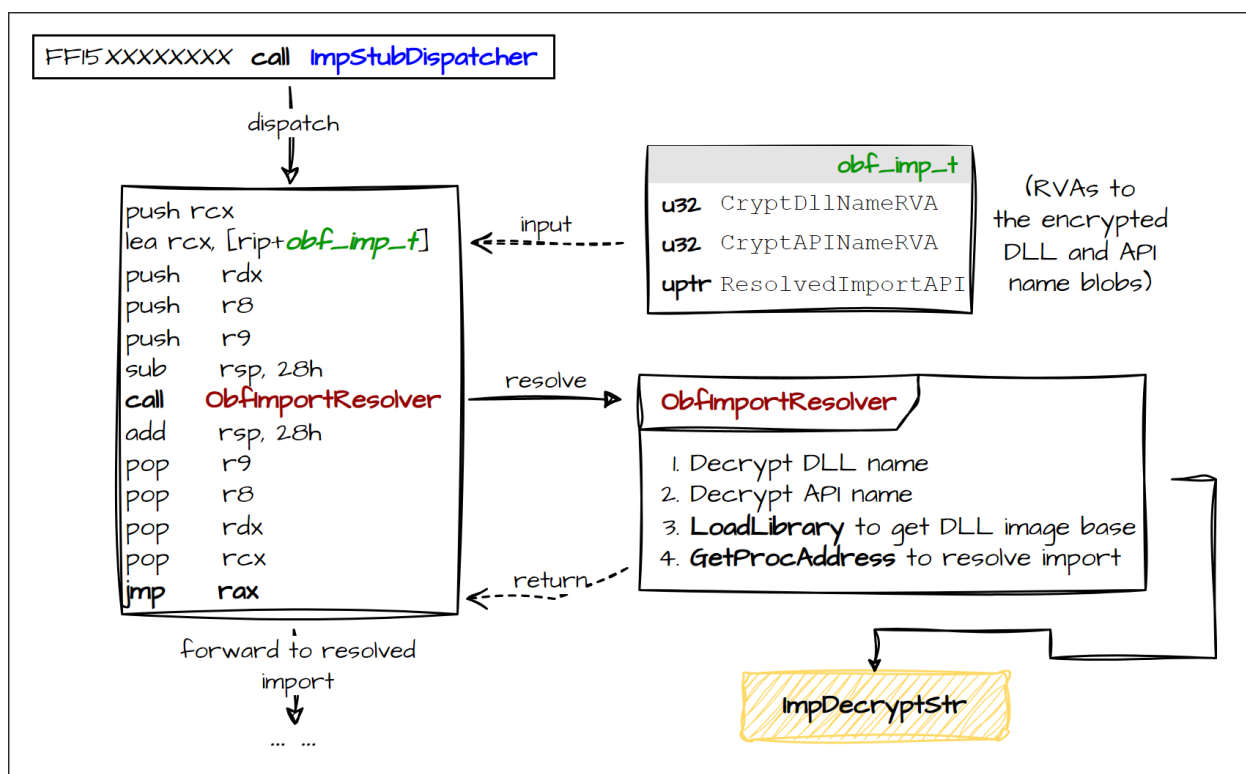 FF15 XXXXXXXX call ImpStubDispatcher
dispatch
push rcx
lea rcx, [rip+obf_imp_t]
push rdx
push r8
push r9
sub rsp, 28h
call ObfImportResolver
add rsp, 28h
pop r9
pop r8
pop rdx
pop rcx
jmp rax
forward to resolved
import
... ...
input
obf_imp_t
u32 CryptDllNameRVA
u32 CryptAPINameRVA
uptr ResolvedImportAPI
(RVAs to
the encrypted
DLL and API
name blobs)
resolve
ObfImportResolver
1. Decrypt DLL name
2. Decrypt API name
3. LoadLibrary to get DLL image base
4. GetProcAddress to resolve import
return
ImpDecryptStr